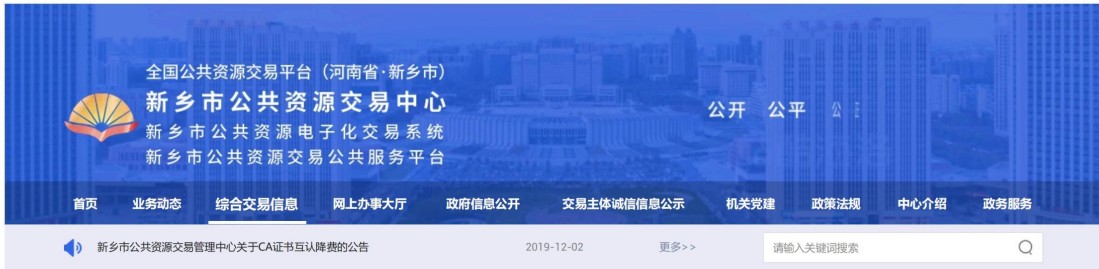 全国公共资源交易平台（河南省·新乡市）
新乡市公共资源交易中心
新乡市公共资源电子化交易系统
新乡市公共资源交易公共服务平台
公开 公平 公
首页 业务动态 综合交易信息 网上办事大厅 政府信息公开 交易主体诚信信息公示 机关党建 政策法规 中心介绍 政务服务
新乡市公共资源交易管理中心关于CA证书互认降费的公告 2019-12-02 更多>> 请输入关键词搜索